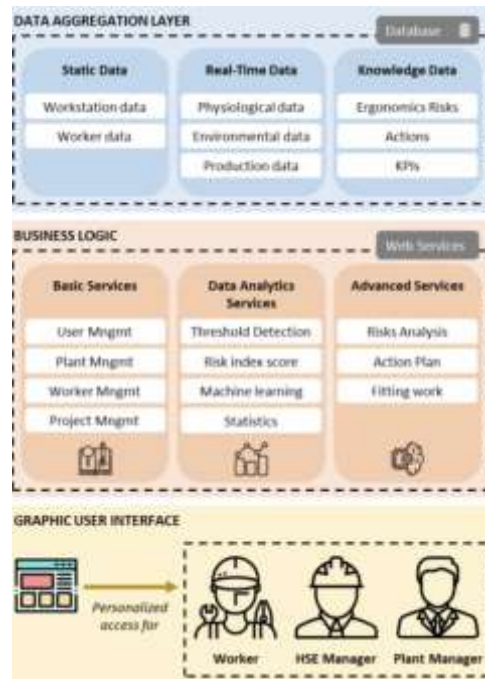 DATA AGGREGATION LAYER
Database
Static Data
Workstation data
Worker data
Real-Time Data
Physiological data
Environmental data
Production data
Knowledge Data
Ergonomics Risks
Actions
KPIs
BUSINESS LOGIC
Web Services
Basic Services
User Mngmt
Plant Mngmt
Worker Mngmt
Project Mngmt
Data Analytics
Services
Threshold Detection
Risk index score
Machine learning
Statistics
Advanced Services
Risks Analysis
Action Plan
Fitting work
GRAPHIC USER INTERFACE
Personalized
access for
Worker
HSE Manager
Plant Manager